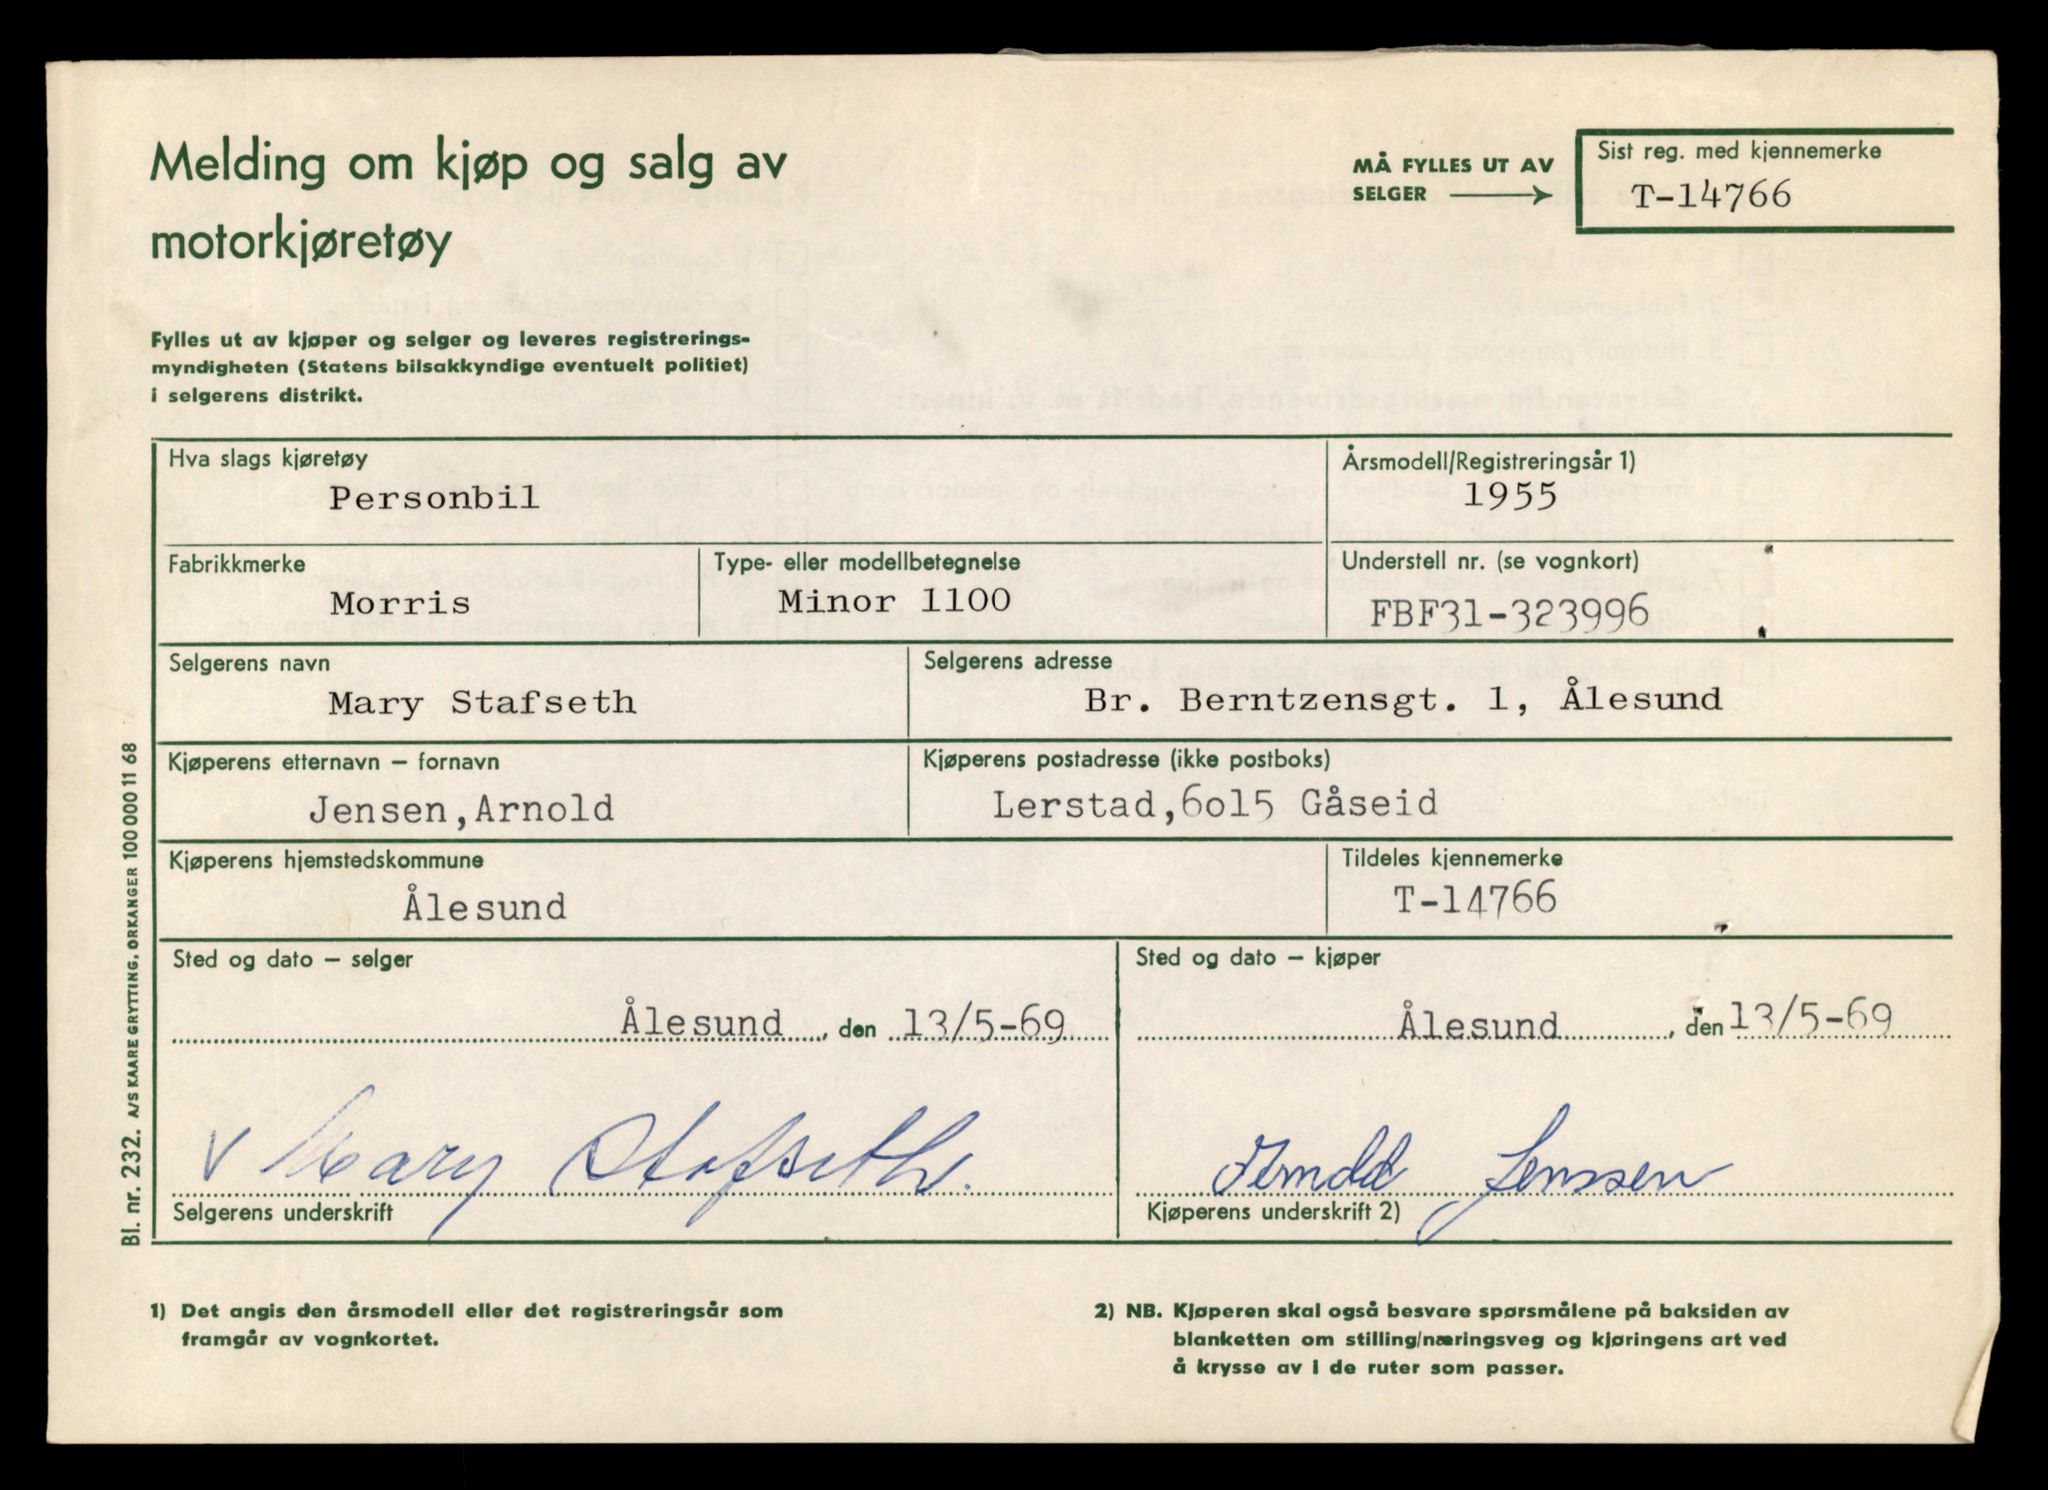 Melding om kjøp og salg av
motorkjøretøy
MÅ FYLLES UT AV
SELGER
Sist reg. med kjennemerke
T-14766
Fylles ut av kjøper og selger og leveres registrerings-
myndigheten (Statens bilsakkyndige eventuelt politiet)
i selgerens distrikt.
Hva slags kjøretøy
Personbil
Årsmodell/Registreringsår 1)
1955
Fabrikkmerke
Morris
Type- eller modellbetegnelse
Minor 1100
Understell nr. (se vognkort)
FBF31-323996
Selgerens navn
Mary Stafseth
Selgerens adresse
Br. Berntzensgt. 1, Ålesund
Kjøperens etternavn – fornavn
Jensen,Arnold
Kjøperens postadresse (ikke postboks)
Lerstad,6o15 Gåseid
Kjøperens hjemstedskommune
Ålesund
Tildeles kjennemerke
T-14766
Sted og dato – selger
Ålesund, den 13/5-69
Sted og dato – kjøper
Ålesund, den 13/5-69
v Mary Stafseth.
Selgerens underskrift
Arnold Jenssen
Kjøperens underskrift 2)
1) Det angis den årsmodell eller det registreringsår som
framgår av vognkortet.
2) NB. Kjøperen skal også besvare spørsmålene på baksiden av
blanketten om stilling/næringsveg og kjøringens art ved
å krysse av i de ruter som passer.
Bl. nr. 232. A/S KAARE GRYTTING, ORKANGER 100 000 11 68